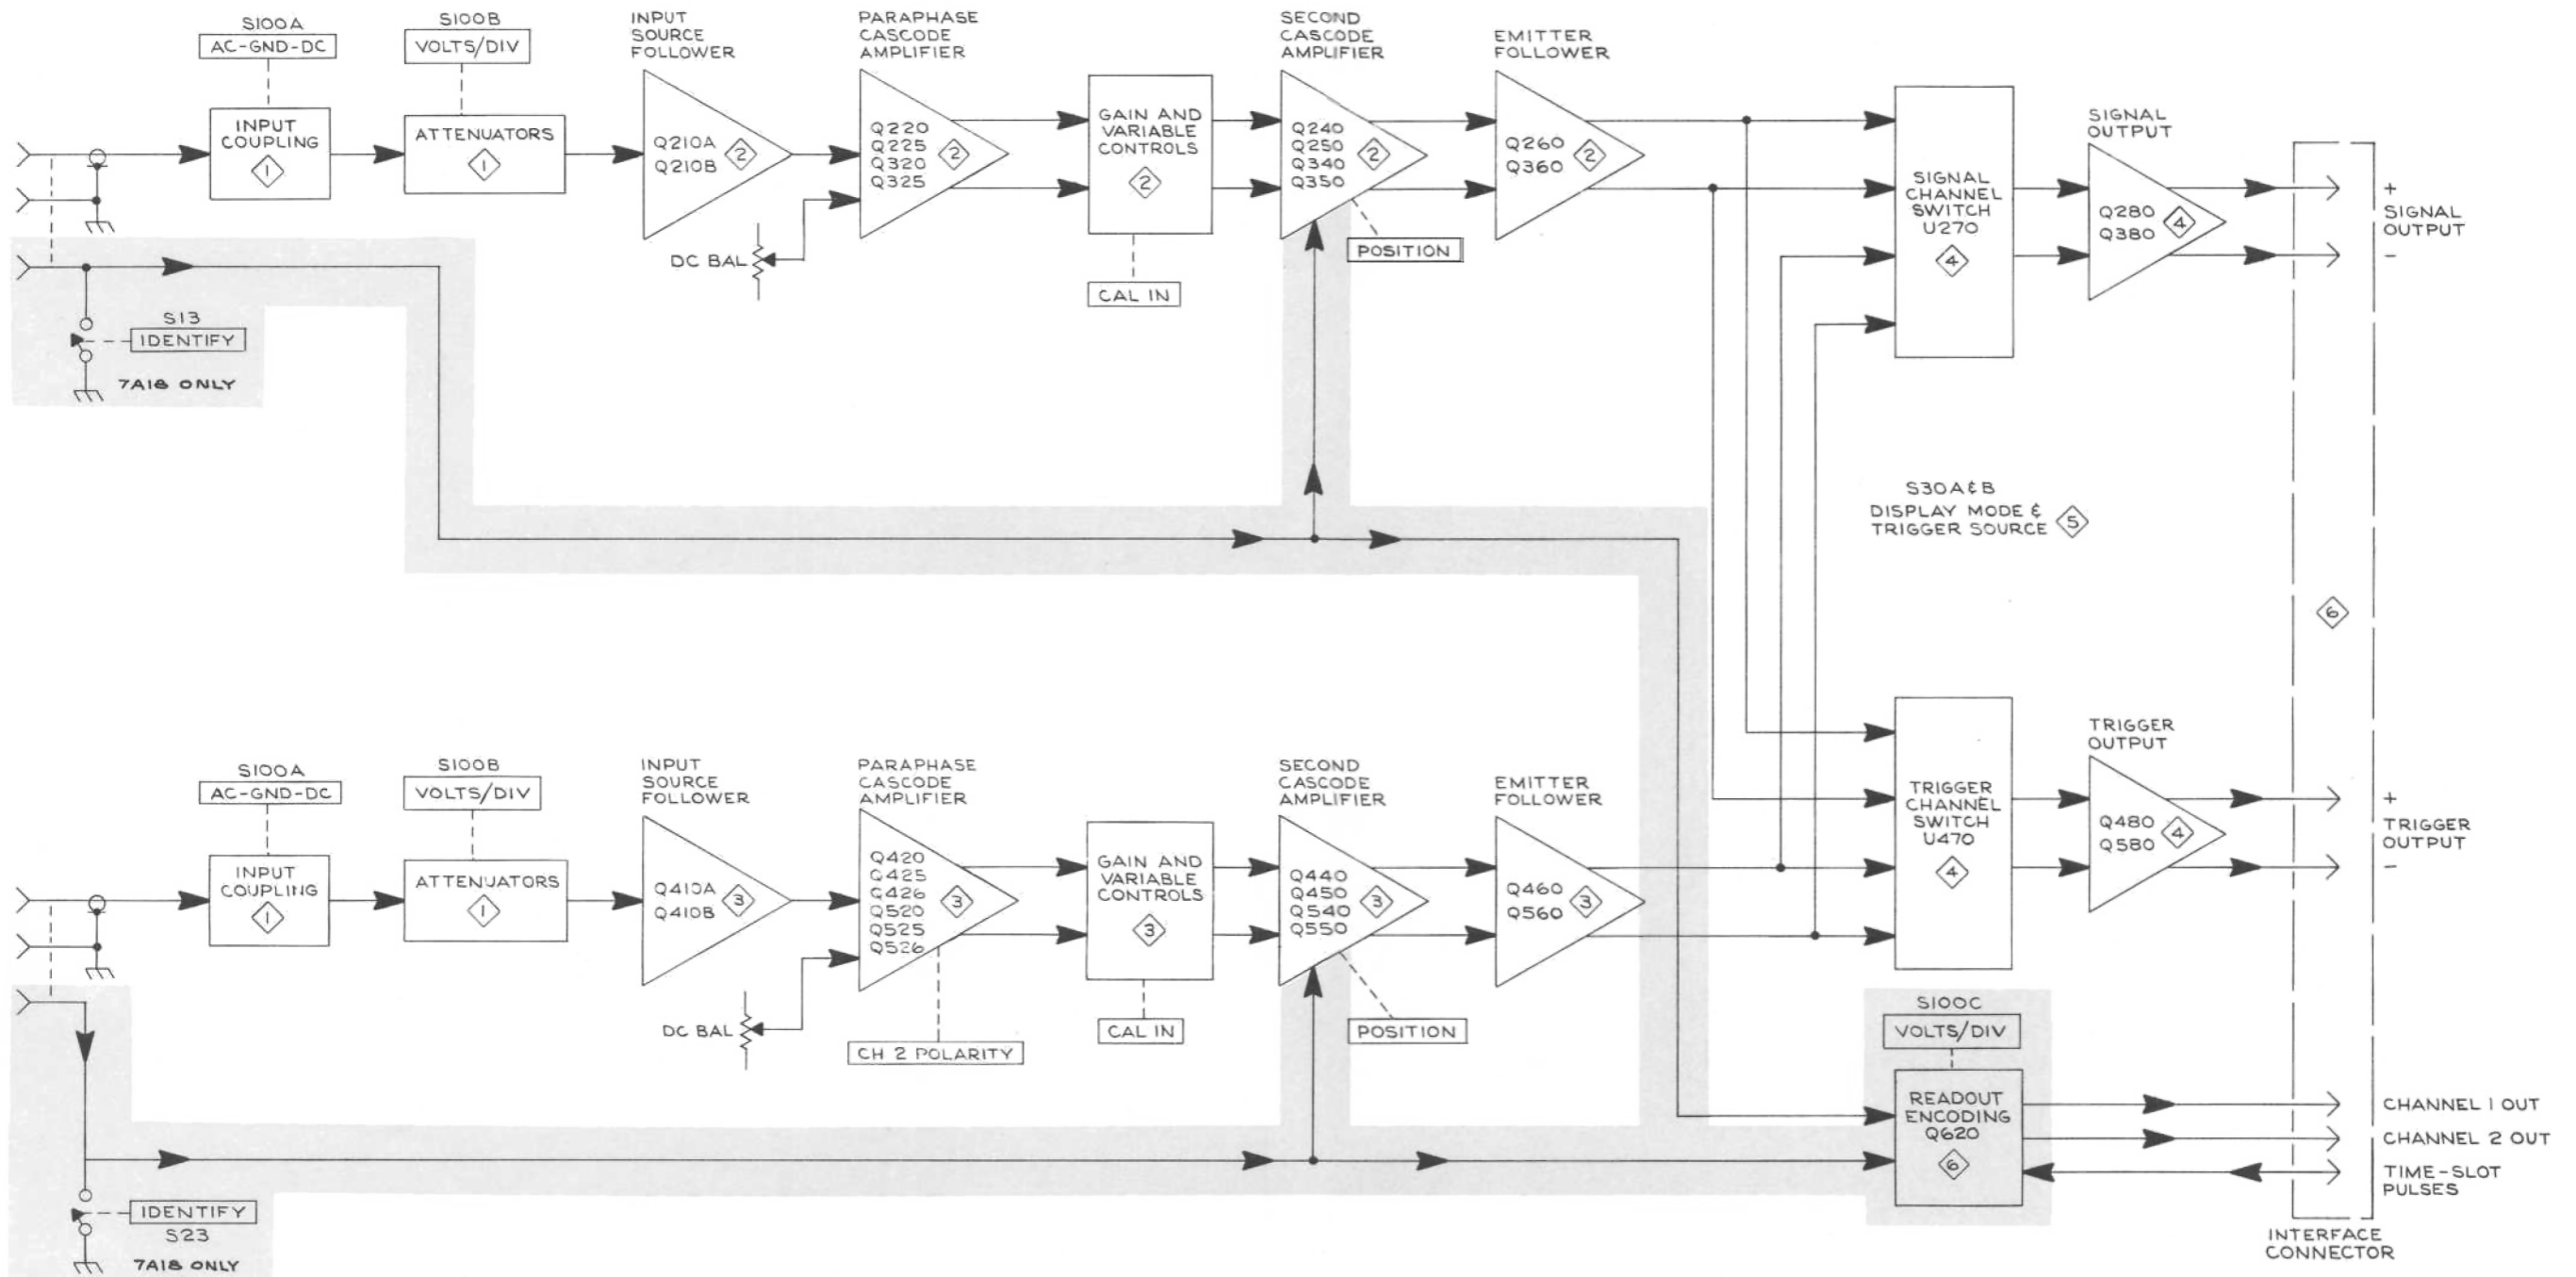 S100A
AC-GND-DC
S100B
VOLTS/DIV
INPUT
SOURCE
FOLLOWER
PARAPHASE
CASCODE
AMPLIFIER
SECOND
CASCODE
AMPLIFIER
EMITTER
FOLLOWER
INPUT
COUPLING
1
ATTENUATORS
1
Q210A
Q210B
2
Q220
Q225
Q320
Q325
2
GAIN AND
VARIABLE
CONTROLS
2
Q240
Q250
Q340
Q350
2
Q260
Q360
2
SIGNAL
CHANNEL
SWITCH
U270
4
SIGNAL
OUTPUT
Q280
Q380
4
+
SIGNAL
OUTPUT
-
DC BAL
CAL IN
POSITION
S13
IDENTIFY
7A18 ONLY
S30A&B
DISPLAY MODE &
TRIGGER SOURCE
5
6
S100A
AC-GND-DC
S100B
VOLTS/DIV
INPUT
SOURCE
FOLLOWER
PARAPHASE
CASCODE
AMPLIFIER
SECOND
CASCODE
AMPLIFIER
EMITTER
FOLLOWER
INPUT
COUPLING
1
ATTENUATORS
1
Q410A
Q410B
3
Q420
Q425
Q426
Q520
Q525
Q526
3
GAIN AND
VARIABLE
CONTROLS
3
Q440
Q450
Q540
Q550
3
Q460
Q560
3
TRIGGER
CHANNEL
SWITCH
U470
4
TRIGGER
OUTPUT
Q480
Q580
4
+
TRIGGER
OUTPUT
-
DC BAL
CH 2 POLARITY
CAL IN
POSITION
S100C
VOLTS/DIV
READOUT
ENCODING
Q620
6
CHANNEL 1 OUT
CHANNEL 2 OUT
TIME-SLOT
PULSES
IDENTIFY
S23
7A18 ONLY
INTERFACE
CONNECTOR